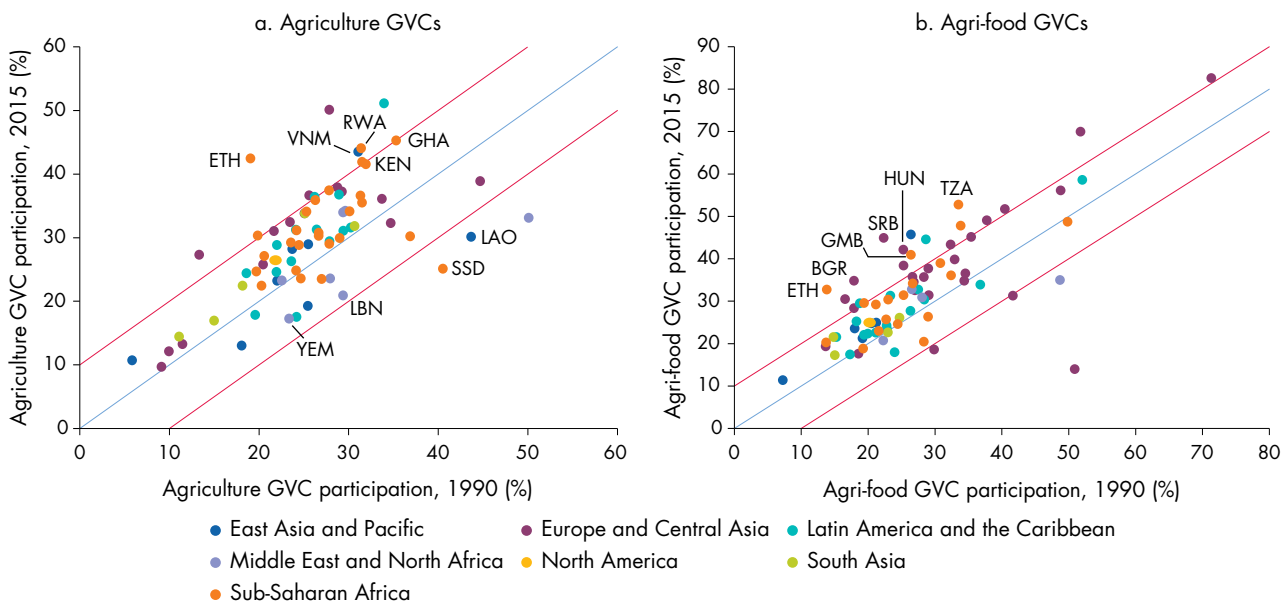 a. Agriculture GVCs
60
50
40
30
20
10
0
Agriculture GVC participation, 2015 (%)
ETH
VNM
RWA
GHA
KEN
LAO
SSD
LBN
YEM
0 10 20 30 40 50 60
Agriculture GVC participation, 1990 (%)
b. Agri-food GVCs
90
80
70
60
50
40
30
20
10
0
Agri-food GVC participation, 2015 (%)
HUN
TZA
SRB
GMB
BGR
ETH
0 10 20 30 40 50 60 70 80
Agri-food GVC participation, 1990 (%)
East Asia and Pacific Europe and Central Asia Latin America and the Caribbean
Middle East and North Africa North America South Asia
Sub-Saharan Africa